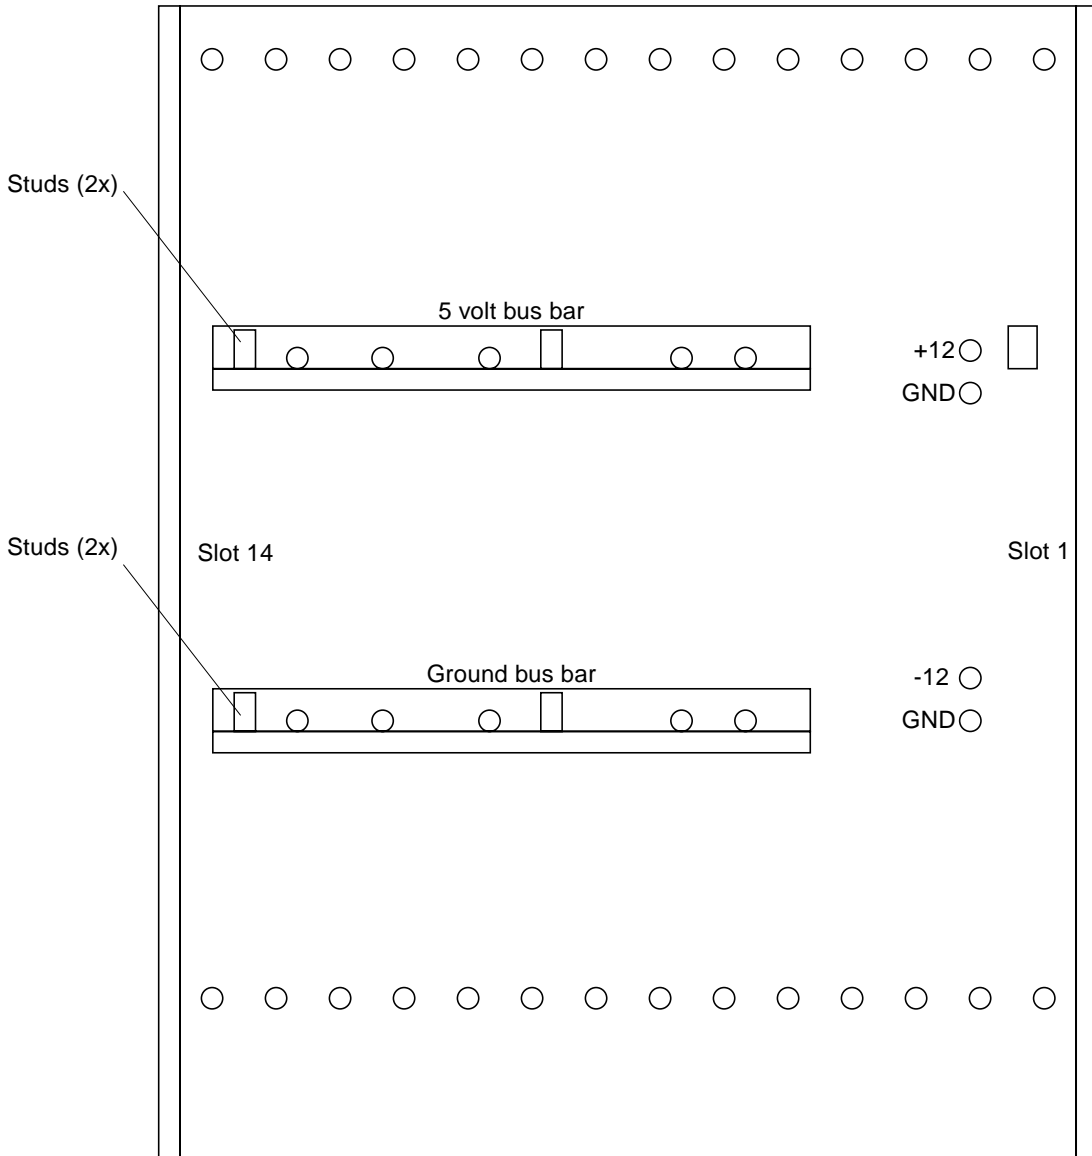 Studs (2x)
5 volt bus bar
+12
GND
Studs (2x)
Slot 14
Slot 1
Ground bus bar
-12
GND